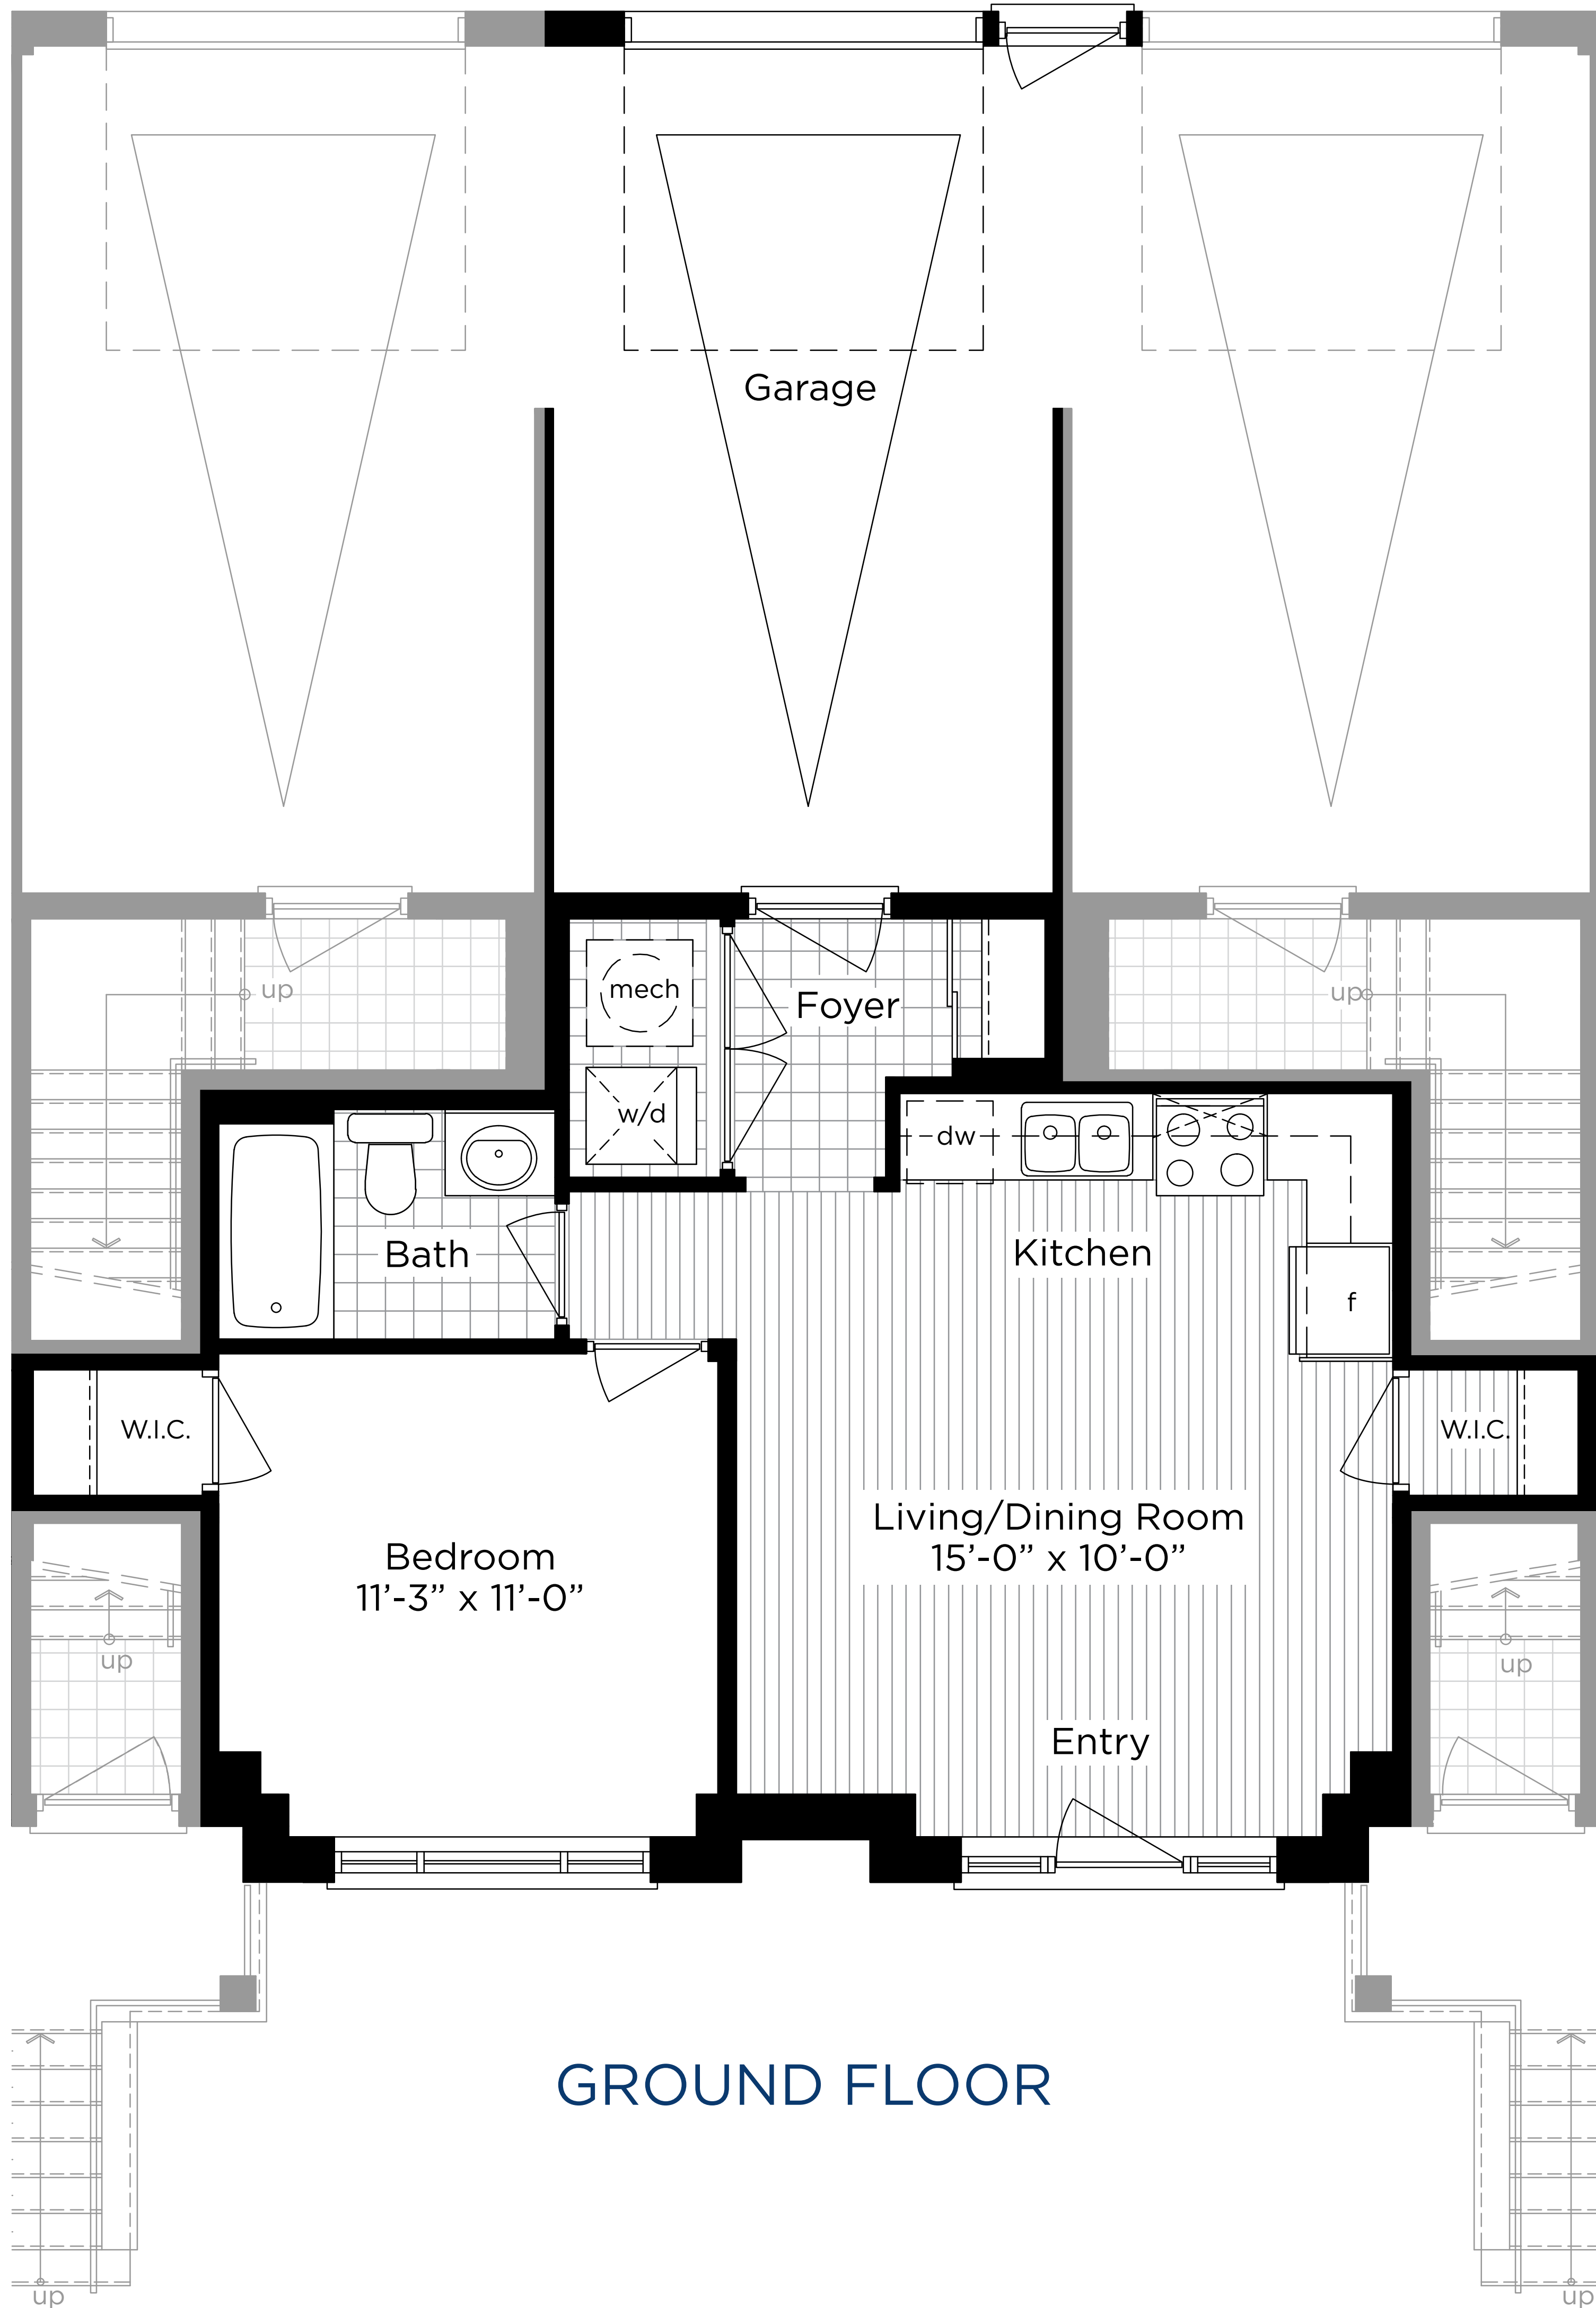 Garage
up
mech
Foyer
up
w/d
dw
Bath
Kitchen
f
W.I.C.
W.I.C.
Living/Dining Room
15’-0” x 10’-0”
Bedroom
11’-3” x 11’-0”
up
up
Entry
GROUND FLOOR
up
up